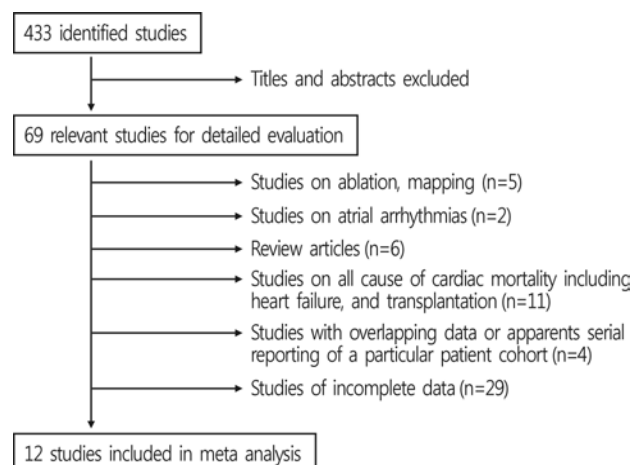 433 identified studies
Titles and abstracts excluded
69 relevant studies for detailed evaluation
Studies on ablation, mapping (n=5)
Studies on atrial arrhythmias (n=2)
Review articles (n=6)
Studies on all cause of cardiac mortality including
heart failure, and transplantation (n=11)
Studies with overlapping data or apparents serial
reporting of a particular patient cohort (n=4)
Studies of incomplete data (n=29)
12 studies included in meta analysis